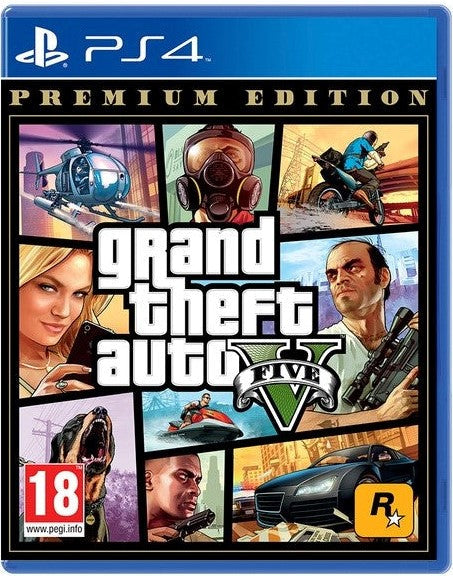 PS4
PREMIUM EDITION
grand
theft
auto V
FIVE
18
www.pegi.info
R